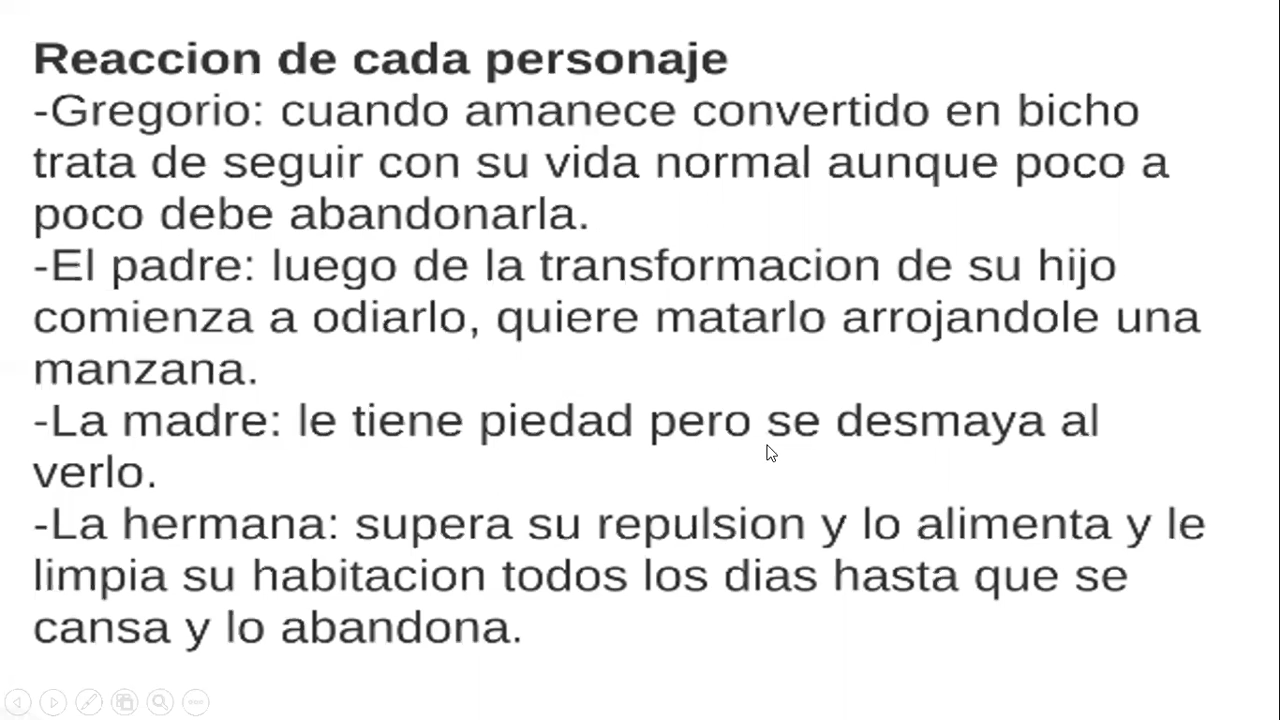 Reaccion de cada personaje
-Gregorio: cuando amanece convertido en bicho
trata de seguir con su vida normal aunque poco a
poco debe abandonarla.
-El padre: luego de la transformacion de su hijo
comienza a odiarlo, quiere matarlo arrojandole una
manzana.
-La madre: le tiene piedad pero se desmaya al
verlo.
-La hermana: supera su repulsion y lo alimenta y le
limpia su habitacion todos los dias hasta que se
cansa y lo abandona.